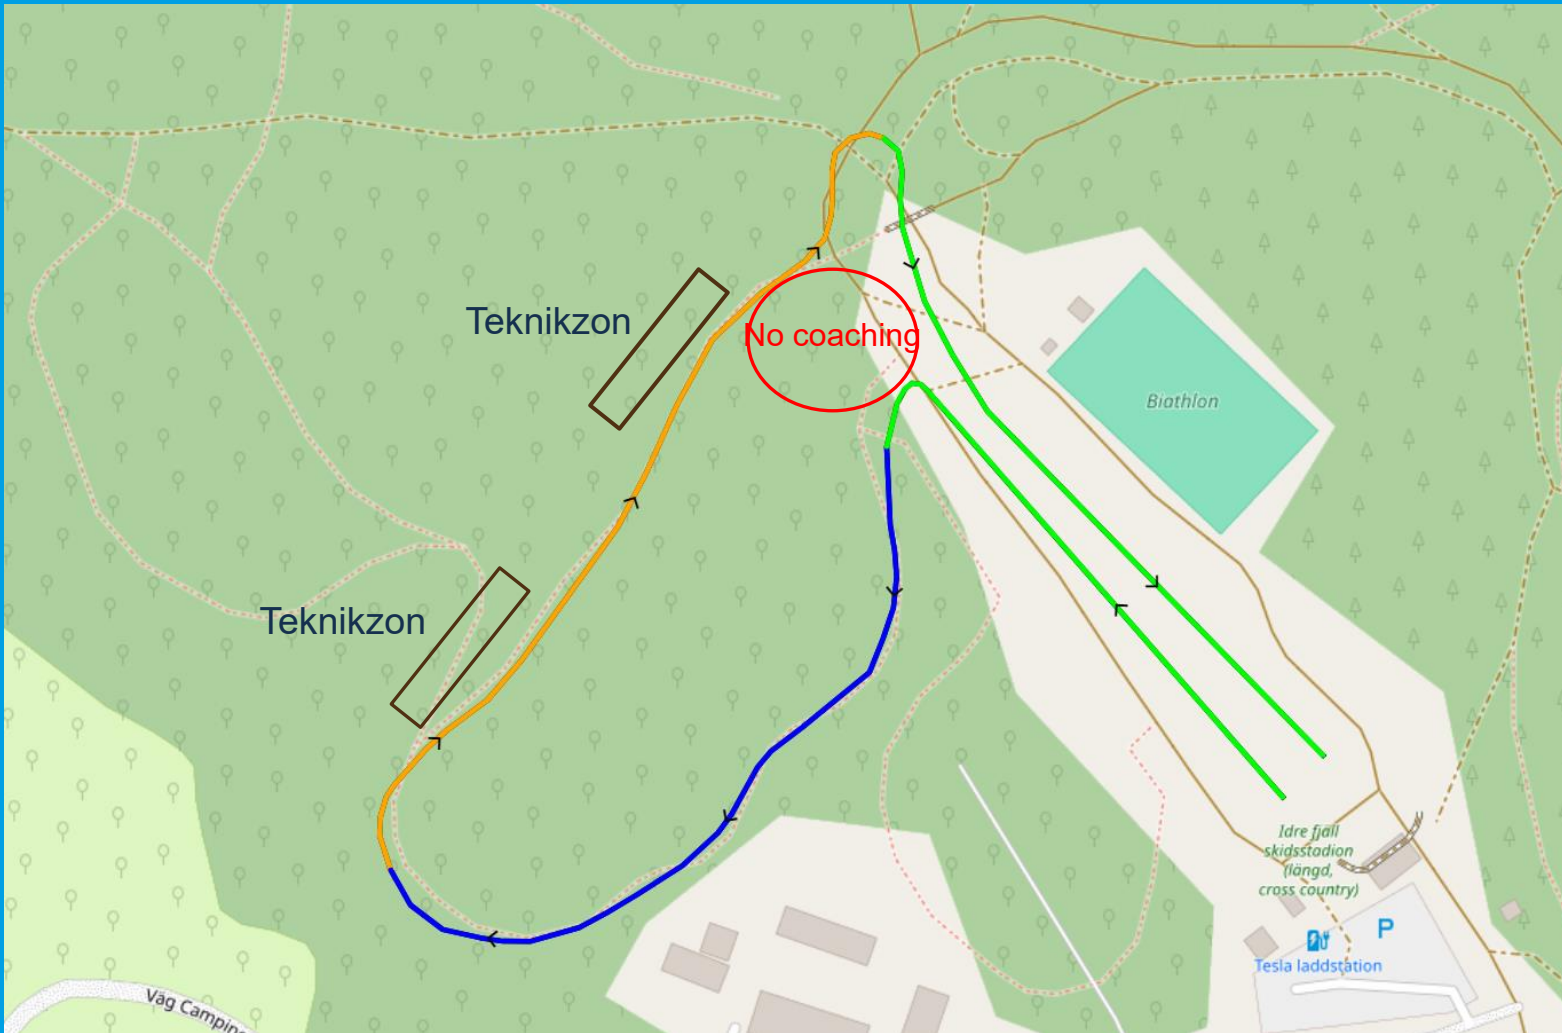 Teknikzon
No coaching
Biathlon
Teknikzon
Idre fjäll
skidsstadion
(längd,
cross country)
P
Tesla laddstation
Väg Camping